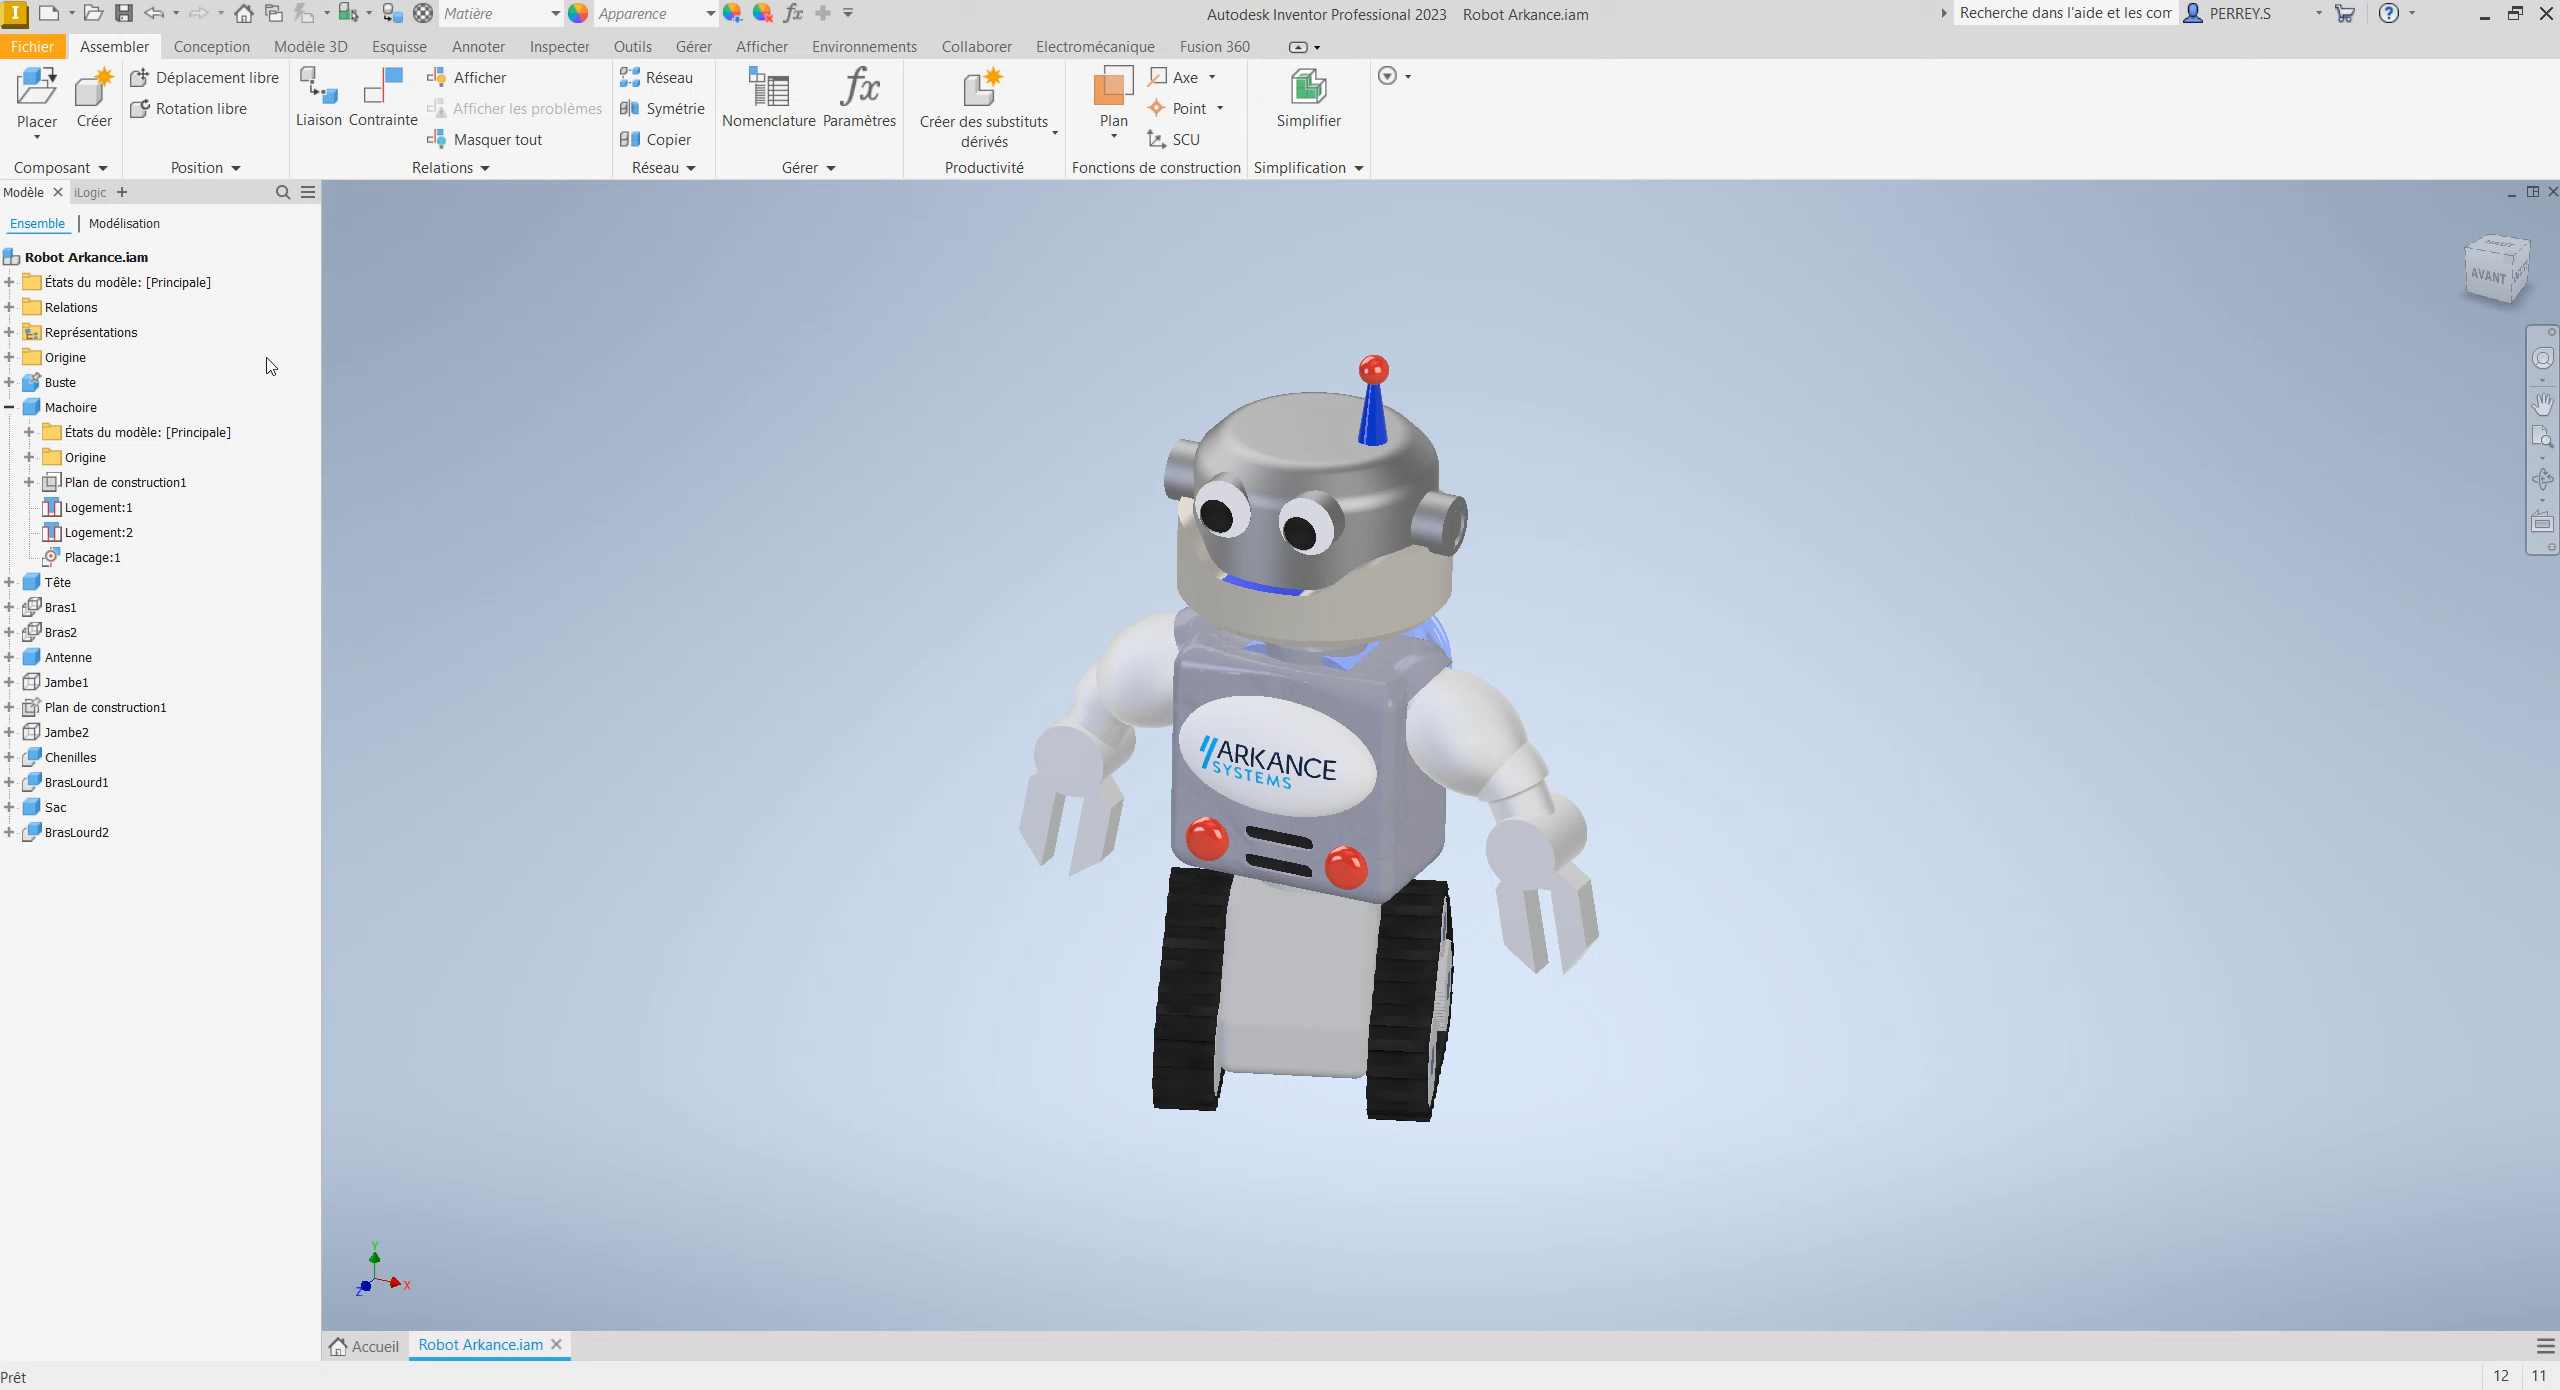 Matière
Apparence
Autodesk Inventor Professional 2023 Robot Arkance.iam
Recherche dans l'aide et les com
PERREY.S
Fichier Assembler Conception Modèle 3D Esquisse Annoter Inspecter Outils Gérer Afficher Environnements Collaborer Electromécanique Fusion 360
Placer
Créer
Déplacement libre
Rotation libre
Liaison
Contrainte
Afficher
Afficher les problèmes
Masquer tout
Réseau
Symétrie
Copier
Nomenclature
fx
Paramètres
Créer des substituts
dérivés
Plan
Axe
Point
SCU
Simplifier
Composant Position Relations Réseau Gérer Productivité Fonctions de construction Simplification
Modèle iLogic
Ensemble | Modélisation
Robot Arkance.iam
États du modèle: [Principale]
Relations
Représentations
Origine
Buste
Machoire
États du modèle: [Principale]
Origine
Plan de construction1
Logement:1
Logement:2
Placage:1
Tête
Bras1
Bras2
Antenne
Jambe1
Plan de construction1
Jambe2
Chenilles
BrasLourd1
Sac
BrasLourd2
HAUT
AVANT
ARKANCE
SYSTEMS
Y
X
Z
Accueil
Robot Arkance.iam
Prêt
12 11